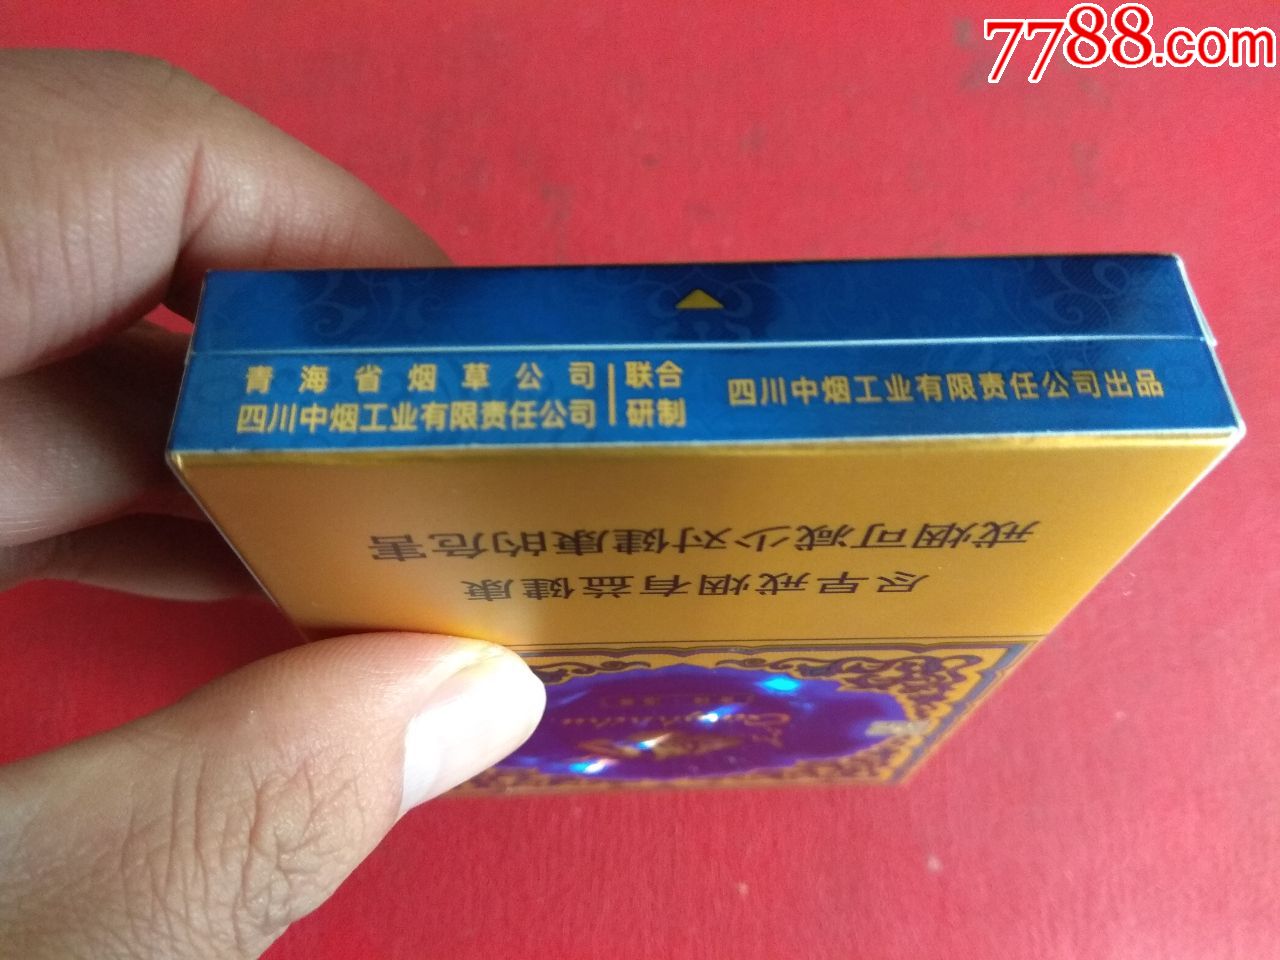 7788.com
青海省烟草公司
四川中烟工业有限责任公司
联合
研制
四川中烟工业有限责任公司出品
尽早戒烟有益健康
戒烟可减少对健康的危害